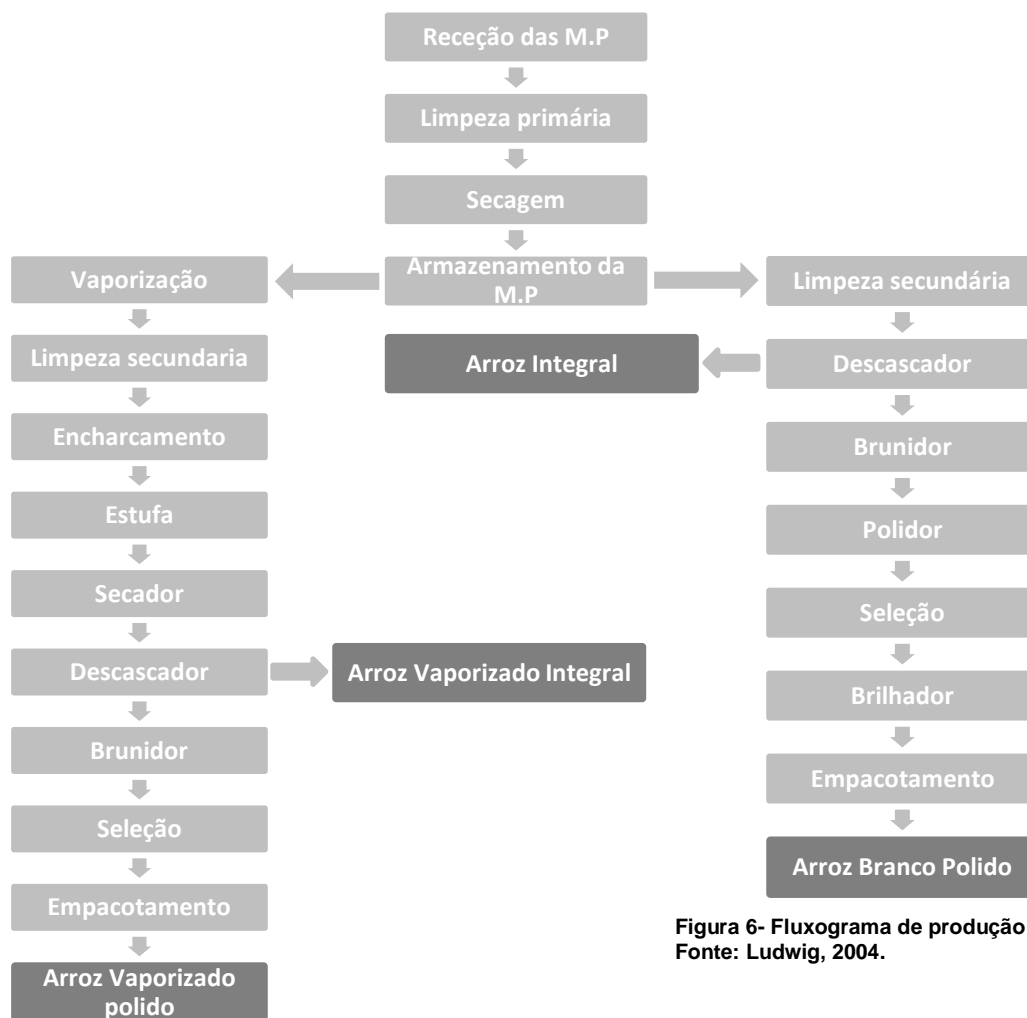 Receção das M.P
Limpeza primária
Secagem
Armazenamento da
M.P
Vaporização
Limpeza secundaria
Encharcamento
Estufa
Secador
Descascador
Arroz Vaporizado Integral
Brunidor
Seleção
Empacotamento
Arroz Vaporizado
polido
Limpeza secundária
Arroz Integral
Descascador
Brunidor
Polidor
Seleção
Brilhador
Empacotamento
Arroz Branco Polido
Figura 6- Fluxograma de produção
Fonte: Ludwig, 2004.